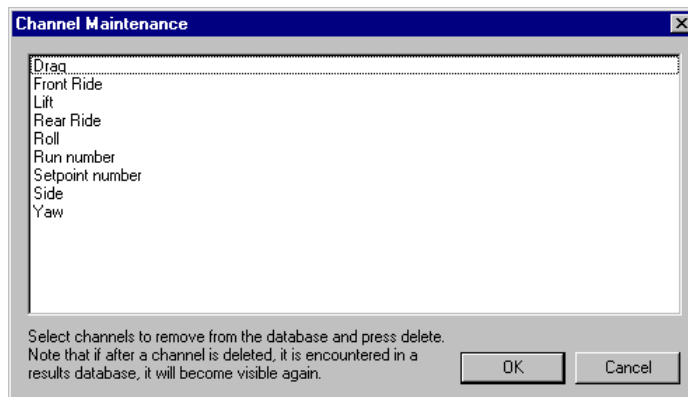 Channel Maintenance
Drag
Front Ride
Lift
Rear Ride
Roll
Run number
Setpoint number
Side
Yaw
Select channels to remove from the database and press delete.
Note that if after a channel is deleted, it is encountered in a
results database, it will become visible again.
OK
Cancel